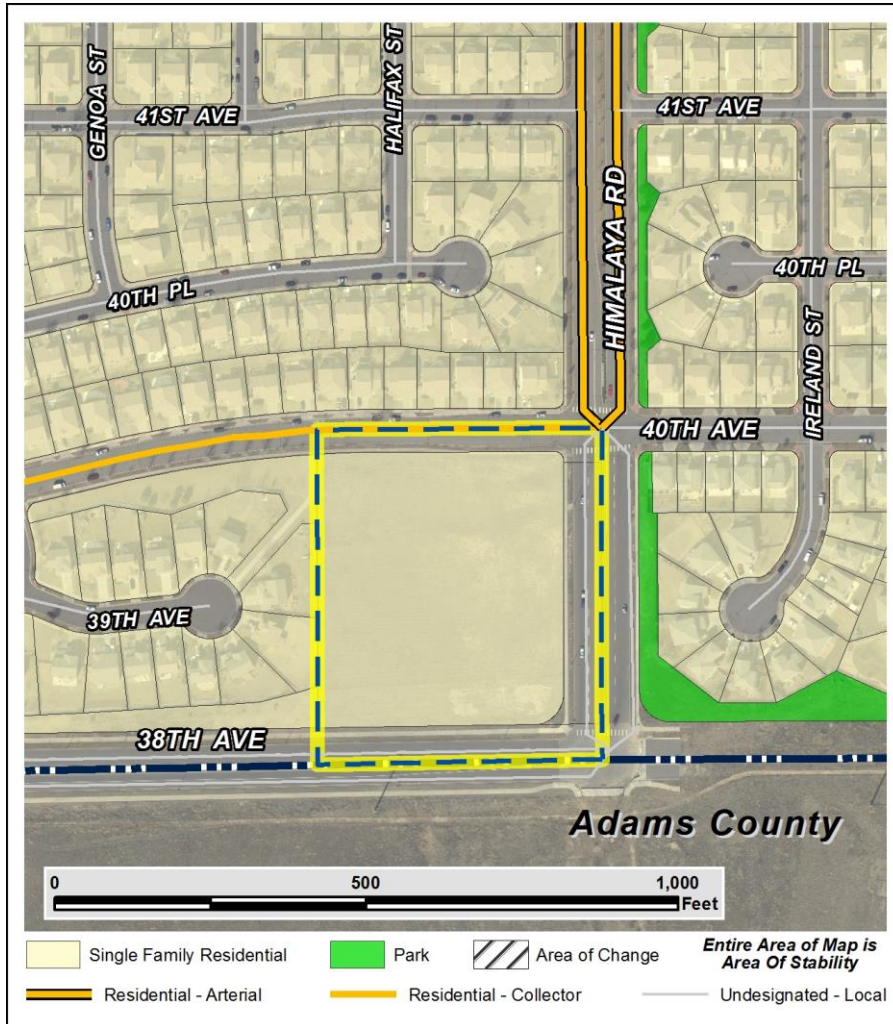 GENOA ST
41ST AVE
HALIFAX ST
41ST AVE
HIMALAYA RD
40TH PL
40TH PL
IRELAND ST
40TH AVE
39TH AVE
38TH AVE
Adams County
0 500 1,000
Feet
Single Family Residential Park Area of Change Entire Area of Map is
Area Of Stability
Residential - Arterial Residential - Collector Undesignated - Local